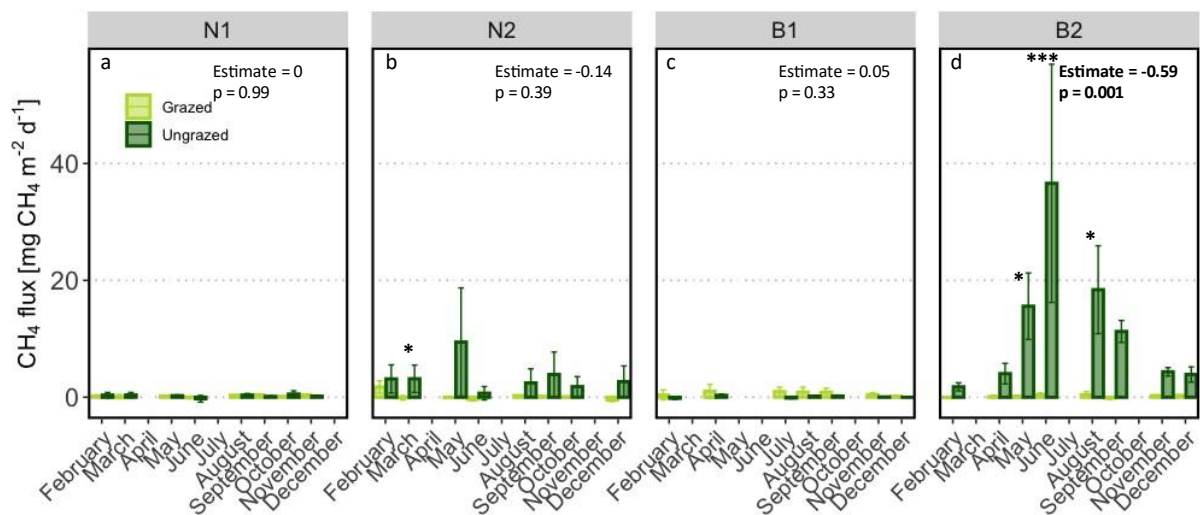 N1
N2
B1
B2
a
Estimate = 0
p = 0.99
Grazed
Ungrazed
b
Estimate = -0.14
p = 0.39
*
c
Estimate = 0.05
p = 0.33
d
***
Estimate = -0.59
p = 0.001
*
*
CH₄ flux [mg CH₄ m⁻² d⁻¹]
40
20
0
February
March
April
May
June
July
August
September
October
November
December
February
March
April
May
June
July
August
September
October
November
December
February
March
April
May
June
July
August
September
October
November
December
February
March
April
May
June
July
August
September
October
November
December